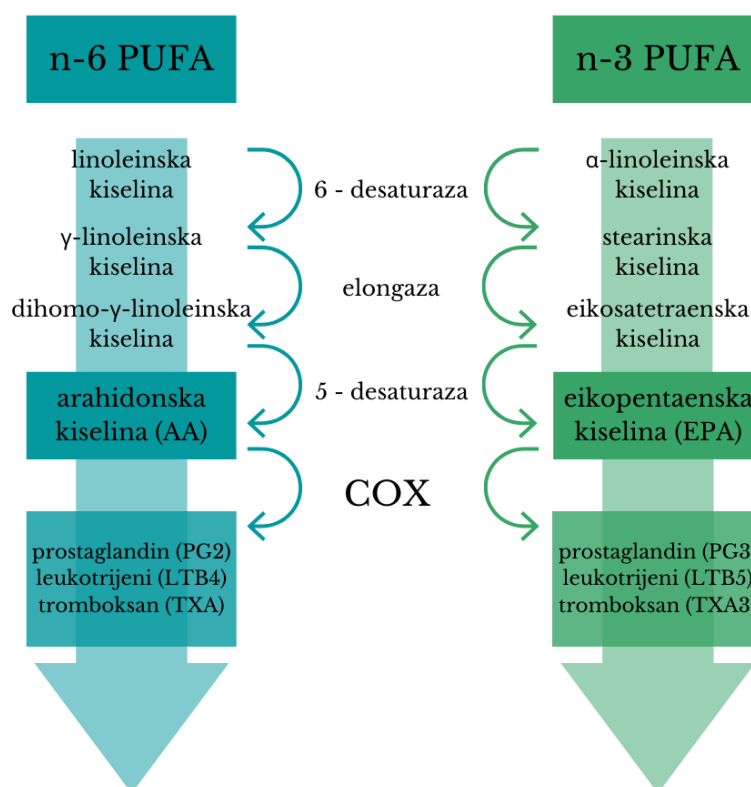 n-6 PUFA
n-3 PUFA
linoleinska
kiselina
6 - desaturaza
α-linoleinska
kiselina
γ-linoleinska
kiselina
elongaza
stearinska
kiselina
dihomo-γ-linoleinska
kiselina
eikosatetraenska
kiselina
5 - desaturaza
arahidonska
kiselina (AA)
eikopentaenska
kiselina (EPA)
COX
prostaglandin (PG2)
leukotrijeni (LTB4)
tromboksan (TXA)
prostaglandin (PG3
leukotrijeni (LTB5)
tromboksan (TXA3